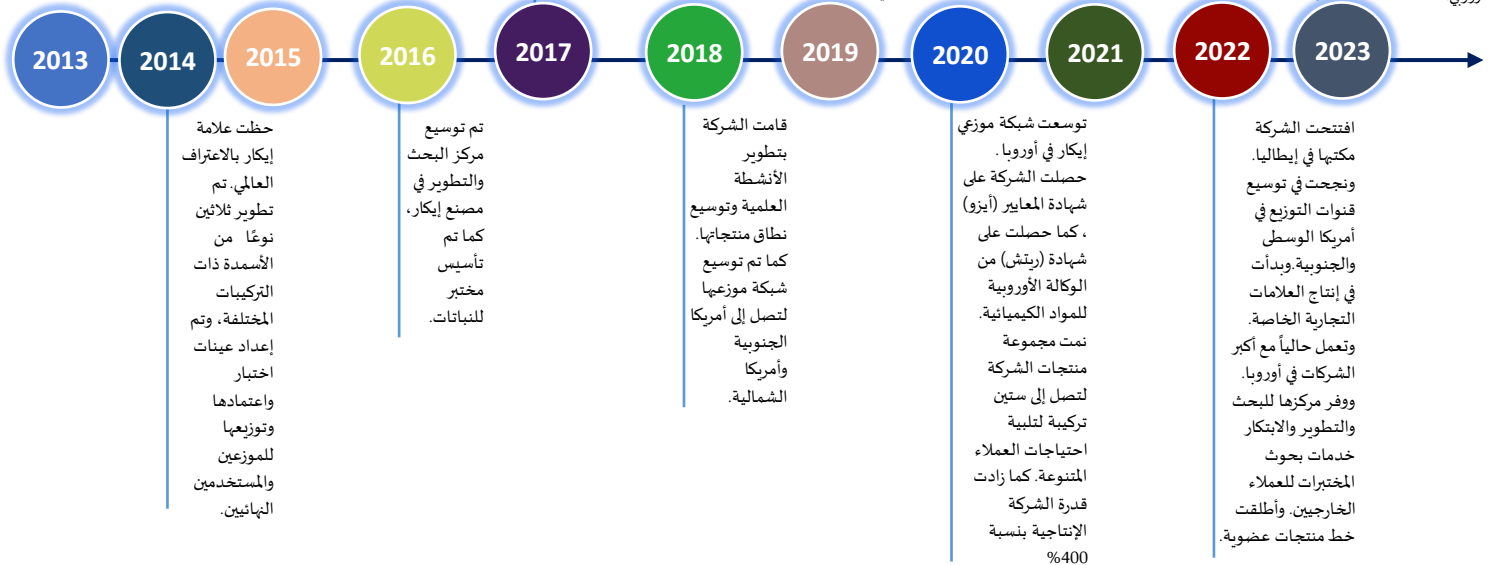 2013
2014
2015
2016
2017
2018
2019
2020
2021
2022
2023
حظت علامة
إيكار بالاعتراف
العالمي. تم
تطوير ثلاثين
نوعًا من
الأسمدة ذات
التركيبات
المختلفة، وتم
إعداد عينات
اختبار
واعتمادها
وتوزيعها
للموزعين
والمستخدمين
النهائيين.
تم توسيع
مركز البحث
والتطوير في
مصنع إيكار،
كما تم
تأسيس
مختبر
للنباتات.
قامت الشركة
بتطوير
الأنشطة
العلمية وتوسيع
نطاق منتجاتها.
كما تم توسيع
شبكة موزعيها
لتصل إلى أمريكا
الجنوبية
وأمريكا
الشمالية.
توسعت شبكة موزعي
إيكار في أوروبا.
حصلت الشركة على
شهادة المعايير (أيزو)
، كما حصلت على
شهادة (ريتش) من
الوكالة الأوروبية
للمواد الكيميائية.
نمت مجموعة
منتجات الشركة
لتصل إلى ستين
تركيبة لتلبية
احتياجات العملاء
المتنوعة. كما زادت
قدرة الشركة
الإنتاجية بنسبة
400%
افتتحت الشركة
مكتبها في إيطاليا.
ونجحت في توسيع
قنوات التوزيع في
أمريكا الوسطى
والجنوبية.وبدأت
في إنتاج العلامات
التجارية الخاصة.
وتعمل حالياً مع أكبر
الشركات في أوروبا.
ووفر مركزها للبحث
والتطوير والابتكار
خدمات بحوث
المختبرات للعملاء
الخارجيين. وأطلقت
خط منتجات عضوية.